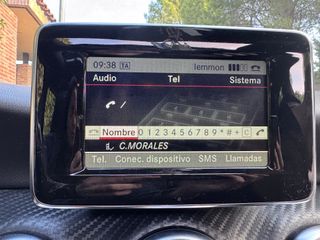 09:38 TA lemmon
Audio Tel Sistema
/
Nombre 0 1 2 3 4 5 6 7 8 9 * # + C
C.MORALES
Tel. Conec. dispositivo SMS Llamadas